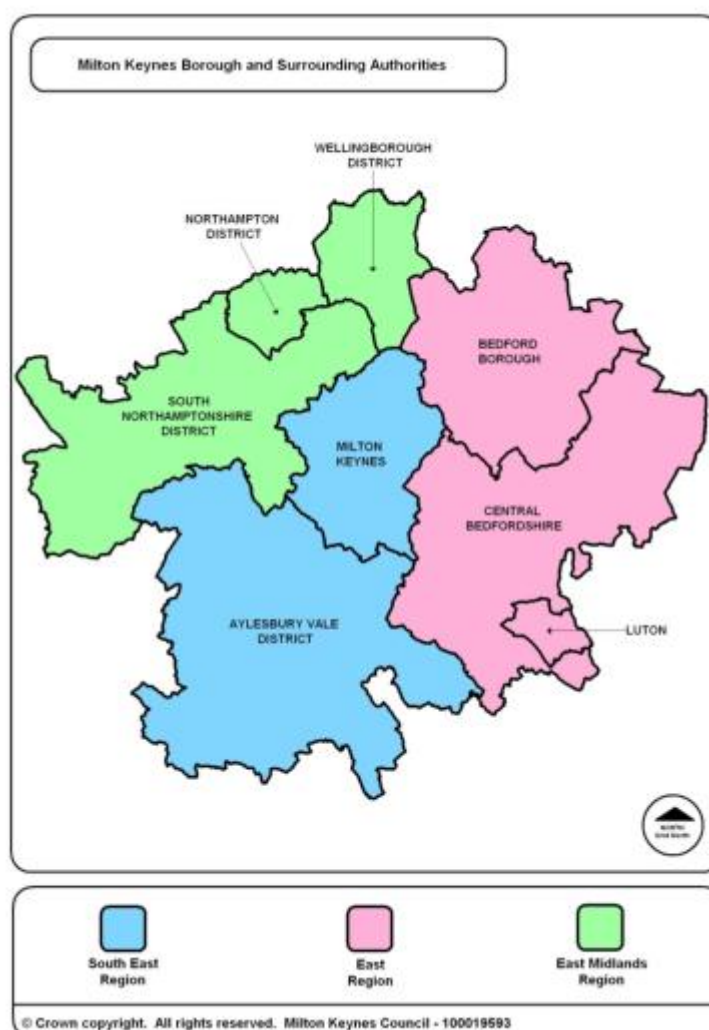 Milton Keynes Borough and Surrounding Authorities
WELLINGBOROUGH
DISTRICT
NORTHAMPTON
DISTRICT
BEDFORD
BOROUGH
SOUTH
NORTHAMPTONSHIRE
DISTRICT
MILTON
KEYNES
CENTRAL
BEDFORDSHIRE
AYLESBURY VALE
DISTRICT
LUTON
NORTH
South East
Region
East
Region
East Midlands
Region
© Crown copyright. All rights reserved. Milton Keynes Council - 100019593